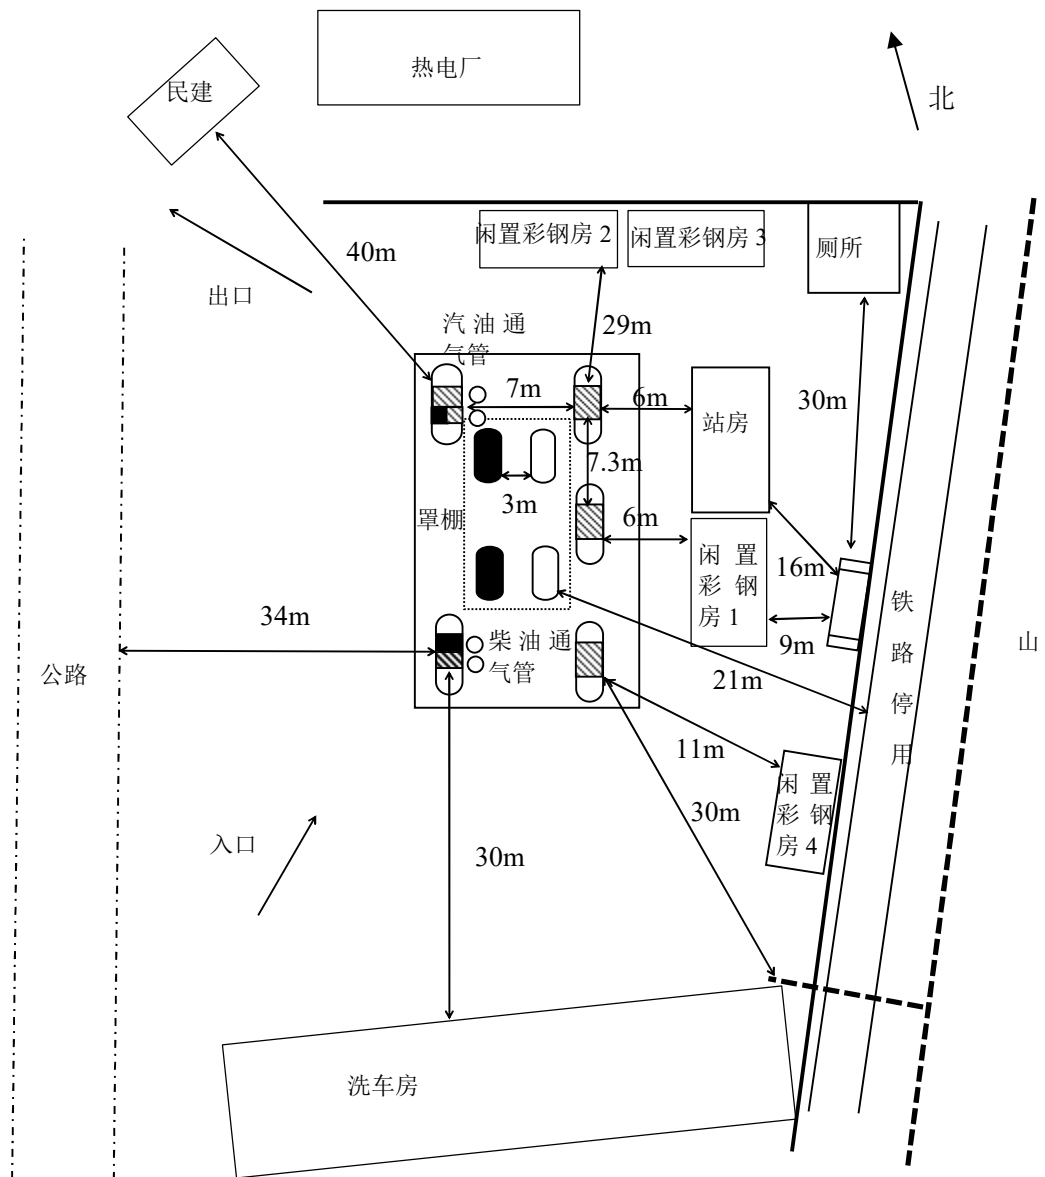 热电厂
民建
北
闲置彩钢房 2
闲置彩钢房 3
厕所
40m
出口
汽油通
气管
29m
7m
6m
30m
站房
7.3m
3m
罩棚
6m
闲置
彩钢
房 1
16m
铁路停用
34m
柴油通
气管
9m
山
公路
21m
11m
闲置
彩钢
房 4
30m
入口
30m
洗车房